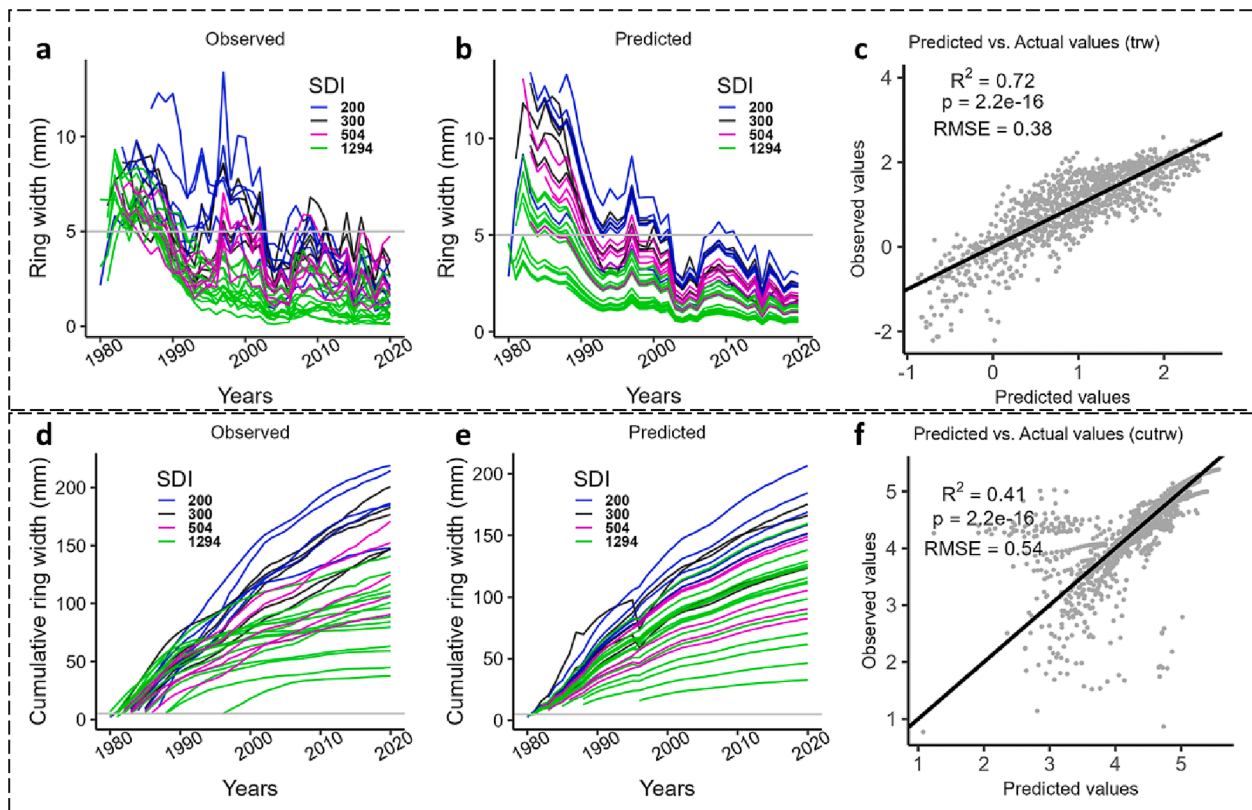 a
Observed
Ring width (mm)
10
5
0
1980
1990
2000
2010
2020
Years
SDI
200
300
504
1294
b
Predicted
Ring width (mm)
10
5
0
1980
1990
2000
2010
2020
Years
SDI
200
300
504
1294
c
Predicted vs. Actual values (trw)
R² = 0.72
p = 2.2e-16
RMSE = 0.38
Observed values
4
2
0
-2
-1
0
1
2
Predicted values
d
Observed
Cumulative ring width (mm)
200
150
100
50
0
1980
1990
2000
2010
2020
Years
SDI
200
300
504
1294
e
Predicted
Cumulative ring width (mm)
200
150
100
50
0
1980
1990
2000
2010
2020
Years
SDI
200
300
504
1294
f
Predicted vs. Actual values (cutrw)
R² = 0.41
p = 2.2e-16
RMSE = 0.54
Observed values
5
4
3
2
1
1
2
3
4
5
Predicted values